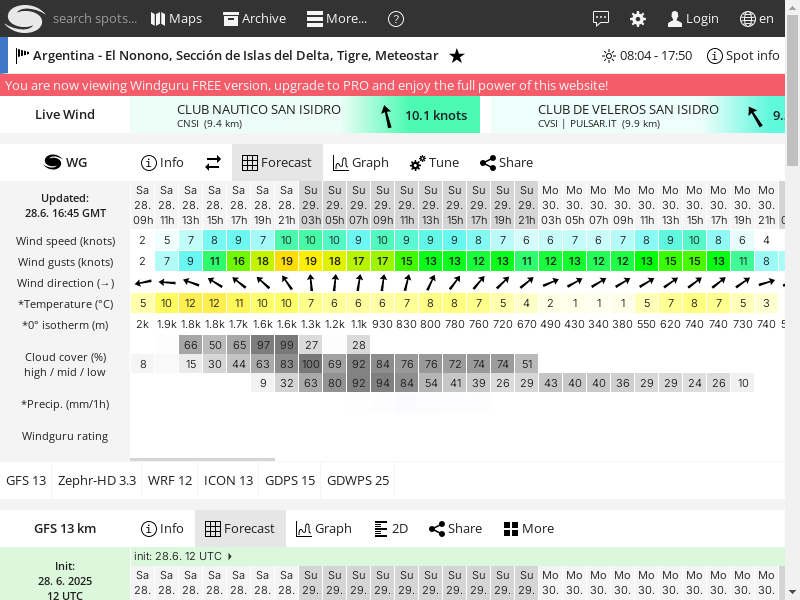 search spots... Maps Archive More... ? Login en
Argentina - El Nonono, Sección de Islas del Delta, Tigre, Meteostar ★ 08:04 - 17:50 Spot info
You are now viewing Windguru FREE version, upgrade to PRO and enjoy the full power of this website!
Live Wind
CLUB NAUTICO SAN ISIDRO
CNSI (9.4 km)
10.1 knots
CLUB DE VELEROS SAN ISIDRO
CVSI | PULSAR.IT (9.9 km)
WG Info Forecast Graph Tune Share
Updated:
28.6. 16:45 GMT
Sa Sa Sa Sa Sa Sa Sa Su Su Su Su Su Su Su Su Su Su Mo Mo Mo Mo Mo Mo Mo Mo Mo Mo
28. 28. 28. 28. 28. 28. 28. 29. 29. 29. 29. 29. 29. 29. 29. 29. 29. 30. 30. 30. 30. 30. 30. 30. 30. 30. 30.
09h 11h 13h 15h 17h 19h 21h 03h 05h 07h 09h 11h 13h 15h 17h 19h 21h 03h 05h 07h 09h 11h 13h 15h 17h 19h 21h
Wind speed (knots) 2 5 7 8 9 7 10 10 10 9 10 9 9 9 8 7 6 6 7 6 7 8 9 10 8 6 4
Wind gusts (knots) 2 7 9 11 16 18 19 19 18 17 17 15 13 13 13 13 11 12 13 12 12 13 15 15 13 11 8
Wind direction (→)
*Temperature (°C) 5 10 12 12 11 10 10 7 6 6 6 7 8 8 7 5 4 2 1 1 1 5 7 8 7 5 3
*0° isotherm (m) 2k 1.9k 1.8k 1.8k 1.7k 1.6k 1.6k 1.3k 1.2k 1.1k 930 830 800 780 760 720 670 490 430 340 380 550 620 740 740 730 740
Cloud cover (%)
high / mid / low
66 50 65 97 99 27 28
8 15 30 44 63 83 100 69 92 84 76 76 72 74 74 51
9 32 63 80 92 94 84 54 41 39 26 29 43 40 40 36 29 29 24 26 10
*Precip. (mm/1h)
Windguru rating
GFS 13 Zephr-HD 3.3 WRF 12 ICON 13 GDPS 15 GDWPS 25
GFS 13 km Info Forecast Graph 2D Share More
Init:
28. 6. 2025
12 UTC
init: 28.6. 12 UTC
Sa Sa Sa Sa Sa Sa Sa Su Su Su Su Su Su Su Su Su Su Mo Mo Mo Mo Mo Mo Mo Mo Mo Mo
28. 28. 28. 28. 28. 28. 28. 29. 29. 29. 29. 29. 29. 29. 29. 29. 29. 30. 30. 30. 30. 30. 30. 30. 30. 30. 30.